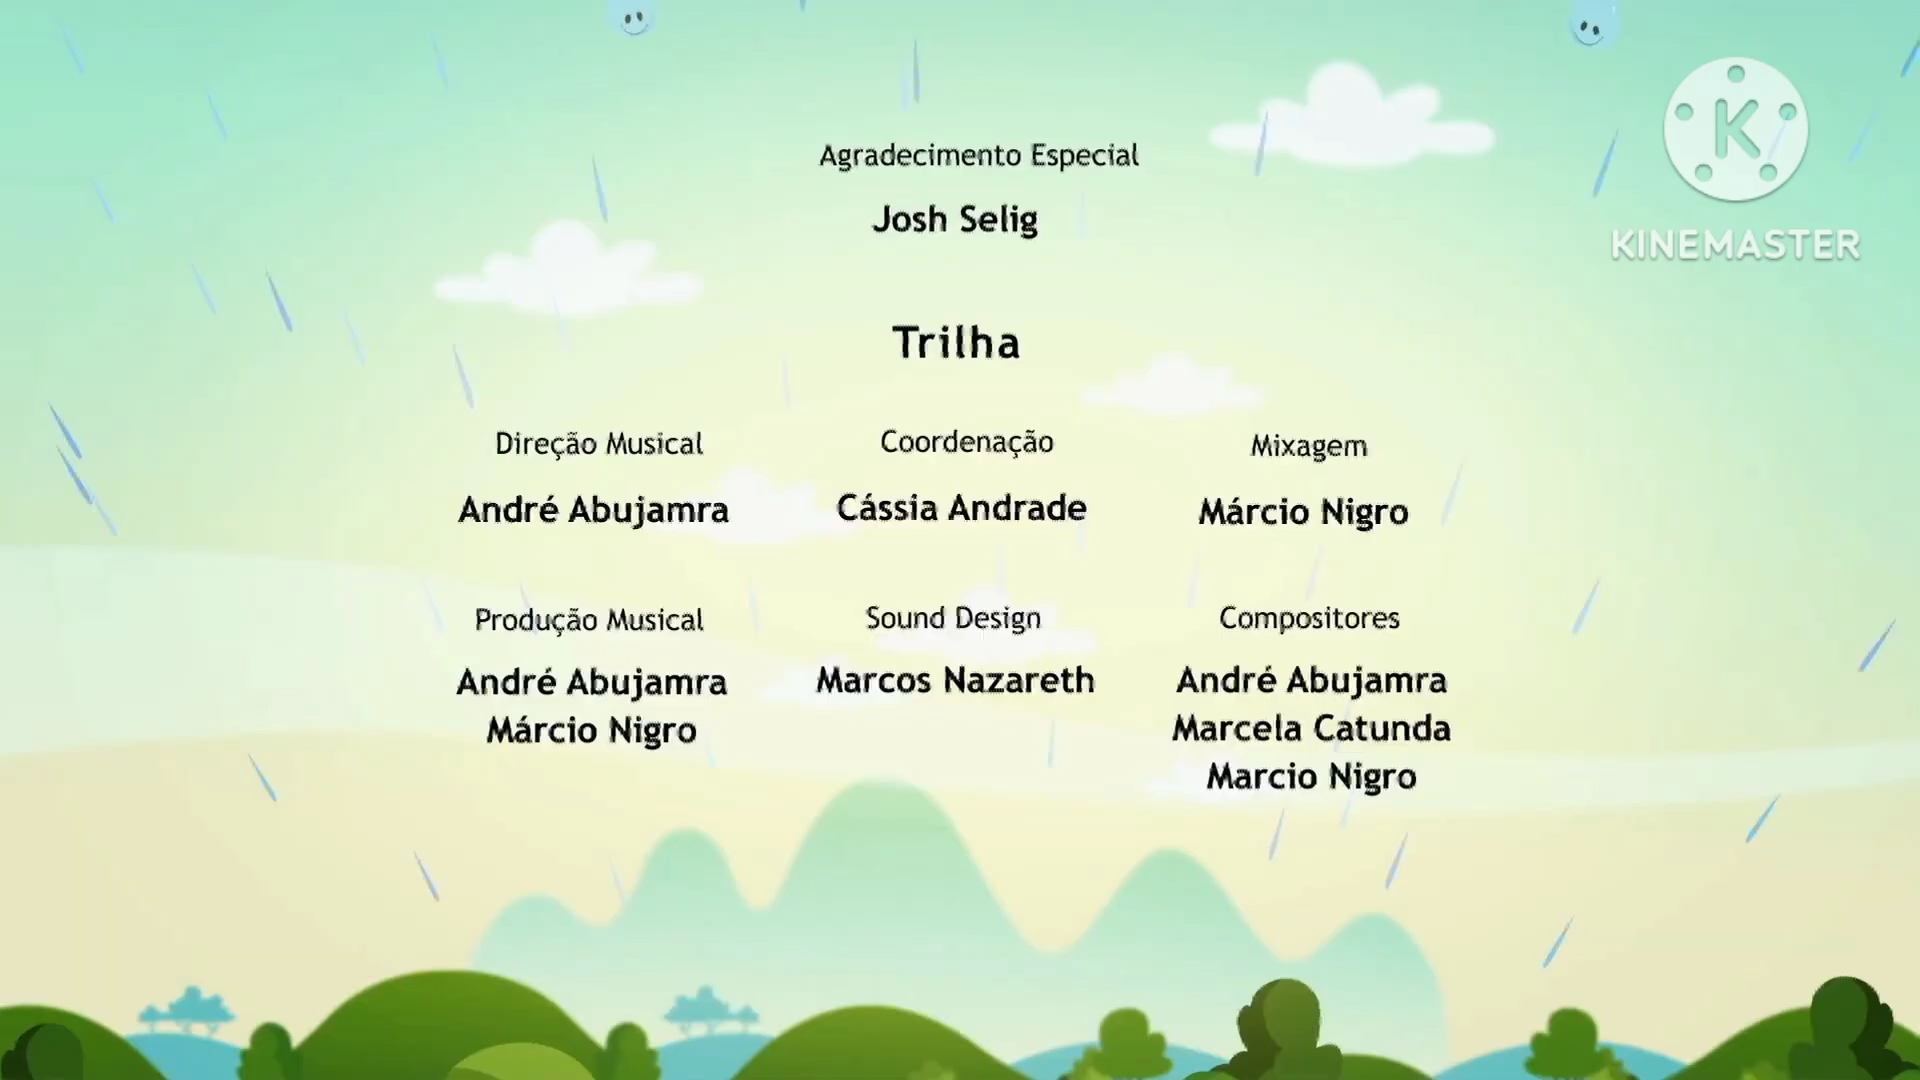 Agradecimento Especial
Josh Selig
K
KINEMASTER
Trilha
Direção Musical
André Abujamra
Coordenação
Cássia Andrade
Mixagem
Márcio Nigro
Produção Musical
André Abujamra
Márcio Nigro
Sound Design
Marcos Nazareth
Compositores
André Abujamra
Marcela Catunda
Marcio Nigro